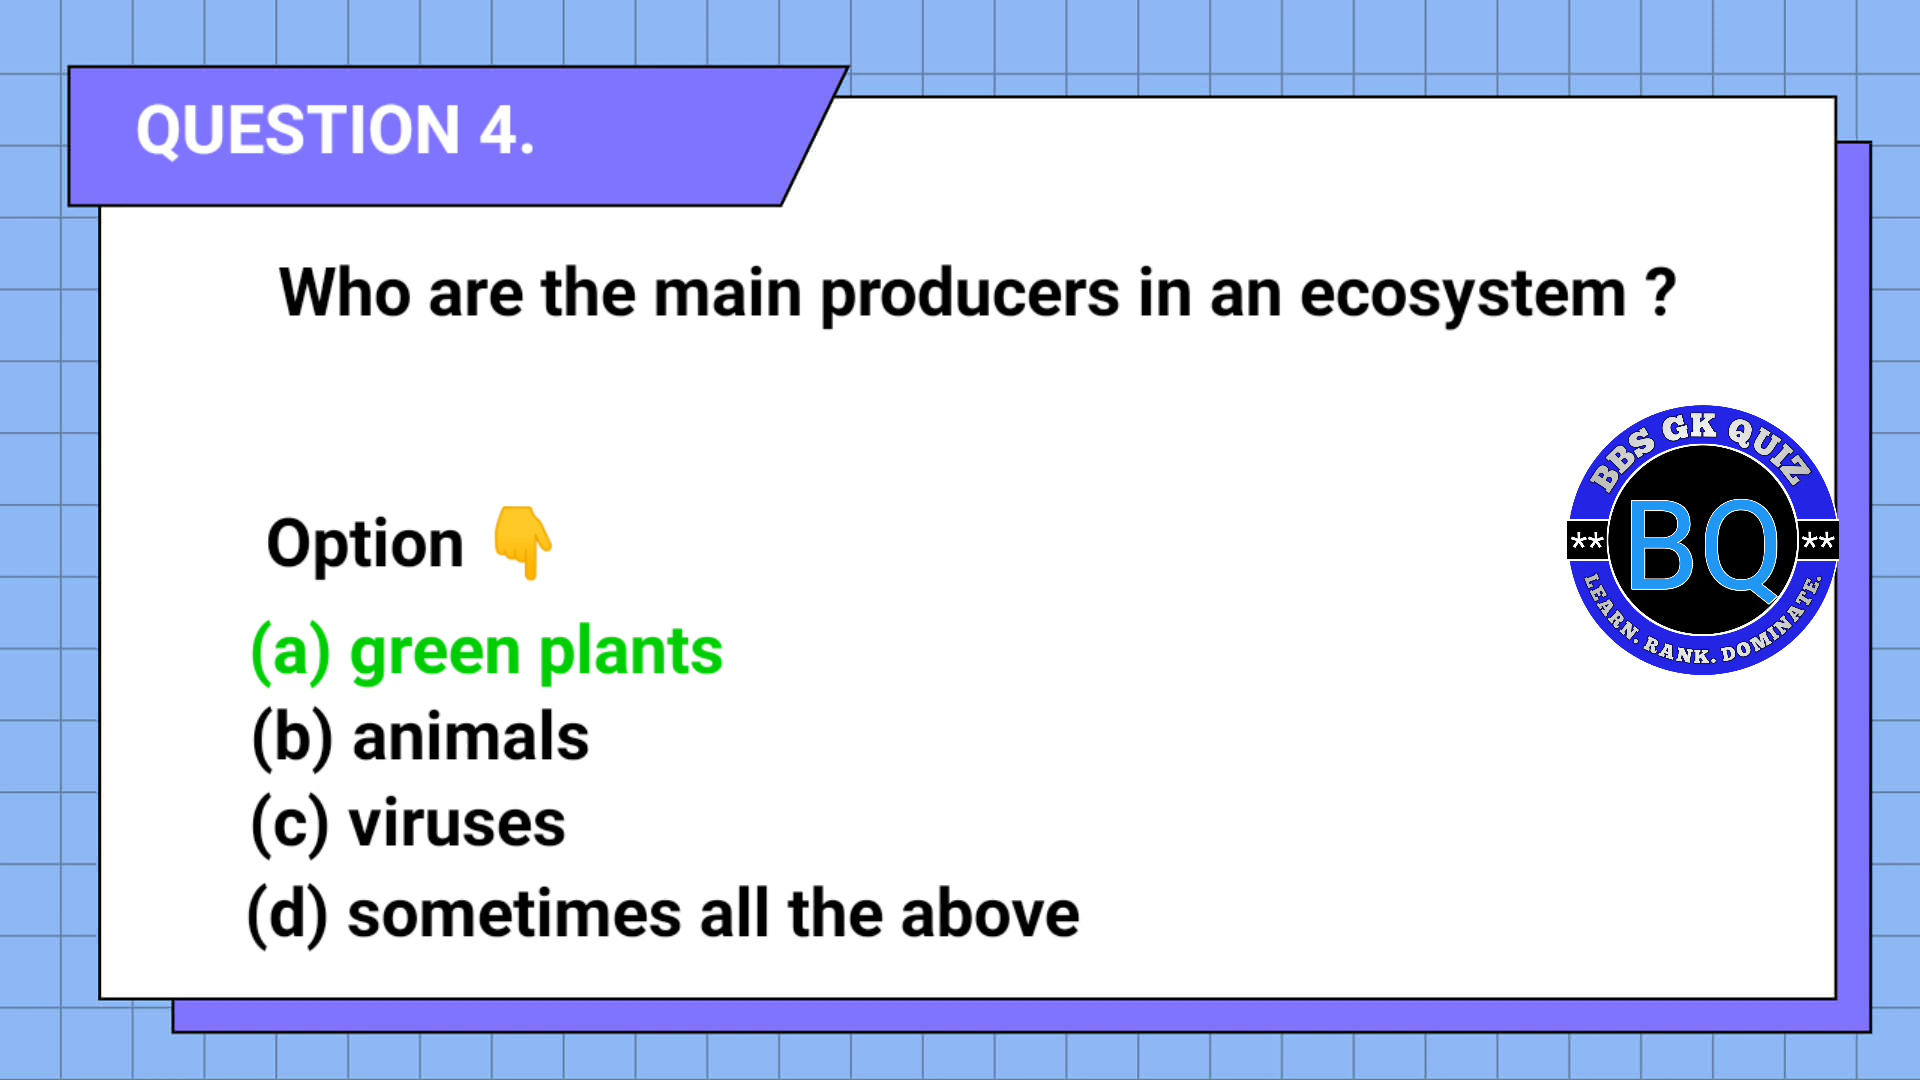 QUESTION 4.
Who are the main producers in an ecosystem ?
Option 👇
(a) green plants
(b) animals
(c) viruses
(d) sometimes all the above
BBS GK QUIZ
** BQ **
LEARN. RANK. DOMINATE.